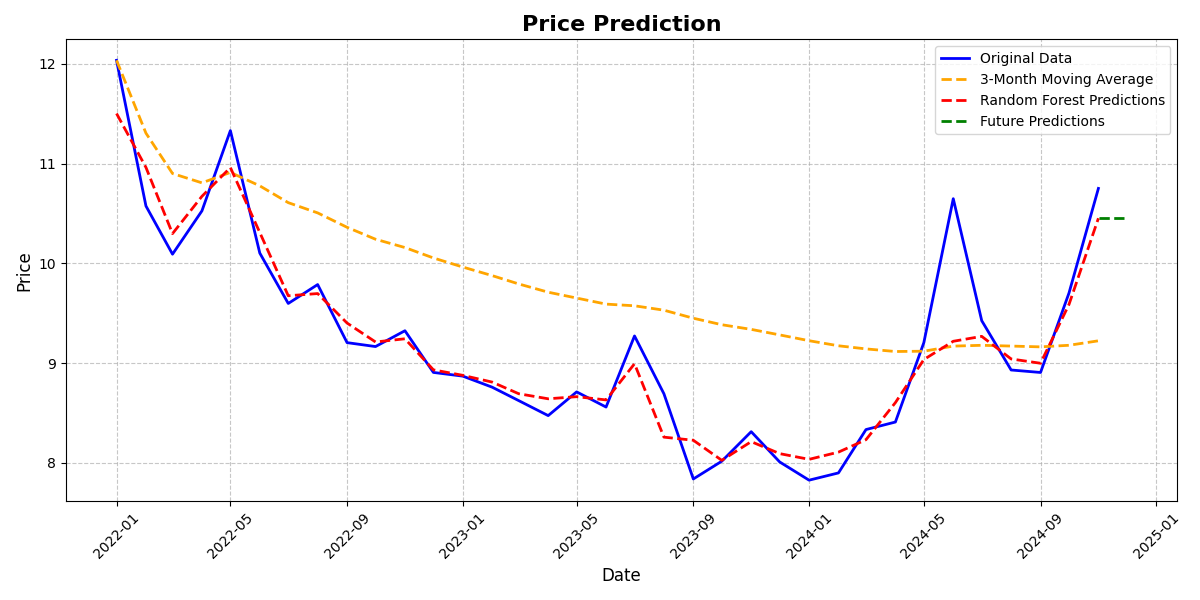 Price Prediction
Original Data
3-Month Moving Average
Random Forest Predictions
Future Predictions
Price
12
11
10
9
8
2022-01
2022-05
2022-09
2023-01
2023-05
2023-09
2024-01
2024-05
2024-09
2025-01
Date